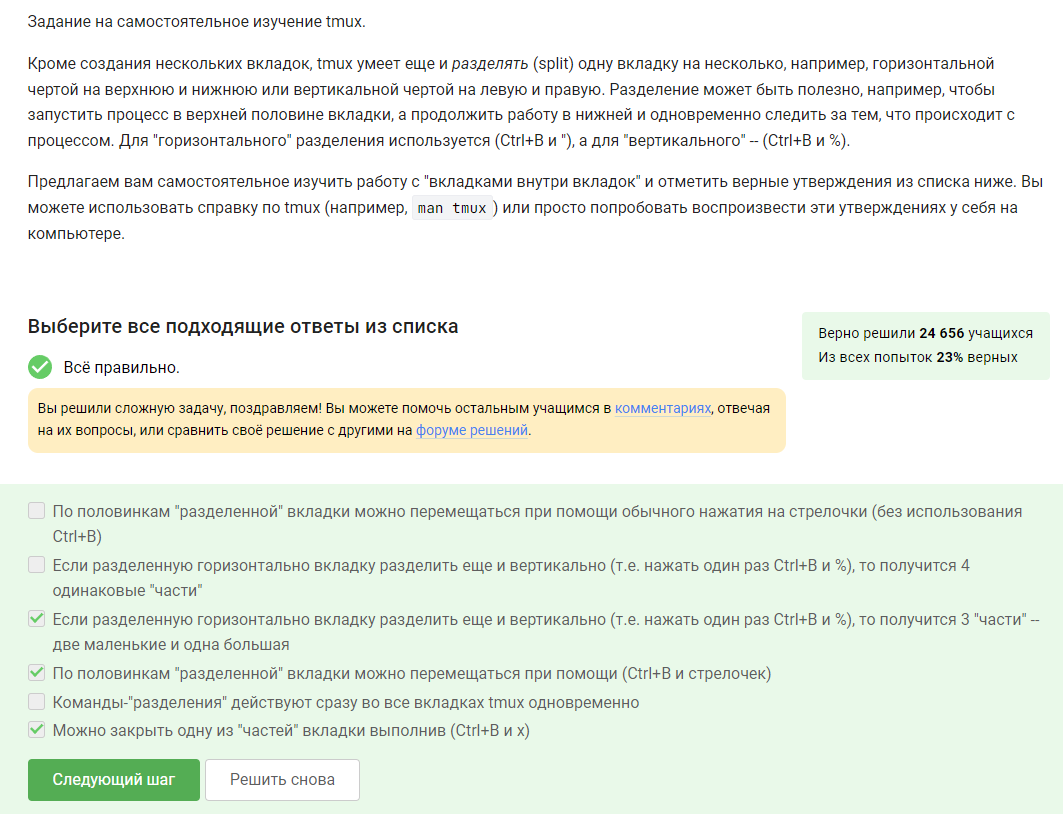 Задание на самостоятельное изучение tmux.
Кроме создания нескольких вкладок, tmux умеет еще и разделять (split) одну вкладку на несколько, например, горизонтальной
чертой на верхнюю и нижнюю или вертикальной чертой на левую и правую. Разделение может быть полезно, например, чтобы
запустить процесс в верхней половине вкладки, а продолжить работу в нижней и одновременно следить за тем, что происходит с
процессом. Для "горизонтального" разделения используется (Ctrl+B и "), а для "вертикального" -- (Ctrl+B и %).
Предлагаем вам самостоятельное изучить работу с "вкладками внутри вкладок" и отметить верные утверждения из списка ниже. Вы
можете использовать справку по tmux (например, man tmux ) или просто попробовать воспроизвести эти утверждениях у себя на
компьютере.
Выберите все подходящие ответы из списка
Верно решили 24 656 учащихся
Из всех попыток 23% верных
Всё правильно.
Вы решили сложную задачу, поздравляем! Вы можете помочь остальным учащимся в комментариях, отвечая
на их вопросы, или сравнить своё решение с другими на форуме решений.
По половинкам "разделенной" вкладки можно перемещаться при помощи обычного нажатия на стрелочки (без использования
Ctrl+B)
Если разделенную горизонтально вкладку разделить еще и вертикально (т.е. нажать один раз Ctrl+B и %), то получится 4
одинаковые "части"
Если разделенную горизонтально вкладку разделить еще и вертикально (т.е. нажать один раз Ctrl+B и %), то получится 3 "части" --
две маленькие и одна большая
По половинкам "разделенной" вкладки можно перемещаться при помощи (Ctrl+B и стрелочек)
Команды-"разделения" действуют сразу во все вкладках tmux одновременно
Можно закрыть одну из "частей" вкладки выполнив (Ctrl+B и x)
Следующий шаг
Решить снова